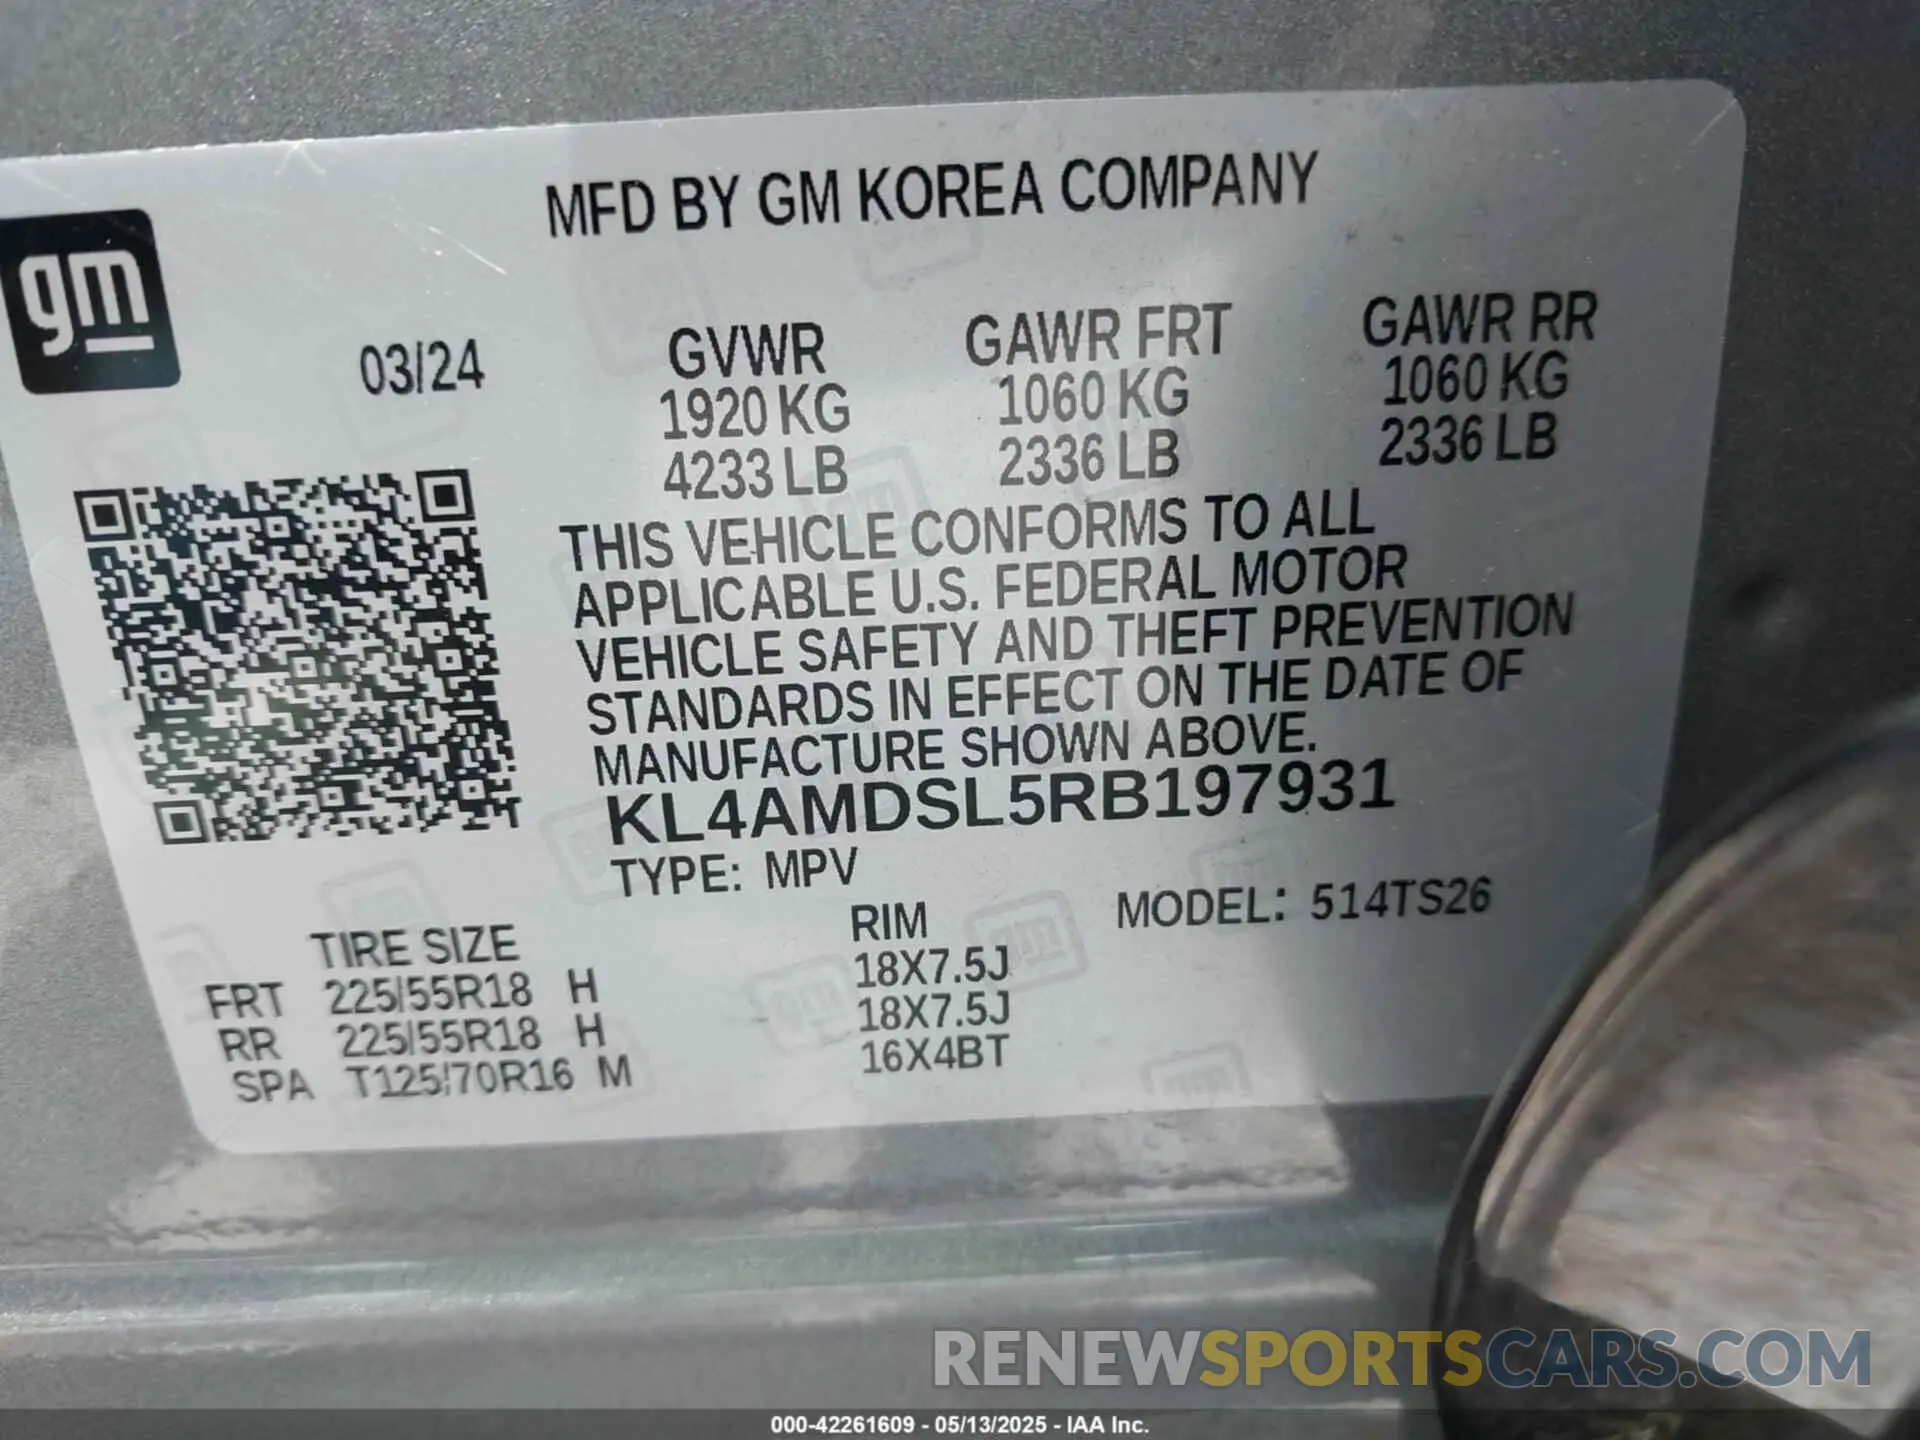 MFD BY GM KOREA COMPANY
gm
03/24
GVWR GAWR FRT GAWR RR
1920 KG 1060 KG 1060 KG
4233 LB 2336 LB 2336 LB
THIS VEHICLE CONFORMS TO ALL
APPLICABLE U.S. FEDERAL MOTOR
VEHICLE SAFETY AND THEFT PREVENTION
STANDARDS IN EFFECT ON THE DATE OF
MANUFACTURE SHOWN ABOVE.
KL4AMDSL5RB197931
TYPE: MPV
MODEL: 514TS26
TIRE SIZE RIM
FRT 225/55R18 H 18X7.5J
RR 225/55R18 H 18X7.5J
SPA T125/70R16 M 16X4BT
RENEWSPORTSCARS.COM
000-42261609 - 05/13/2025 - IAA Inc.